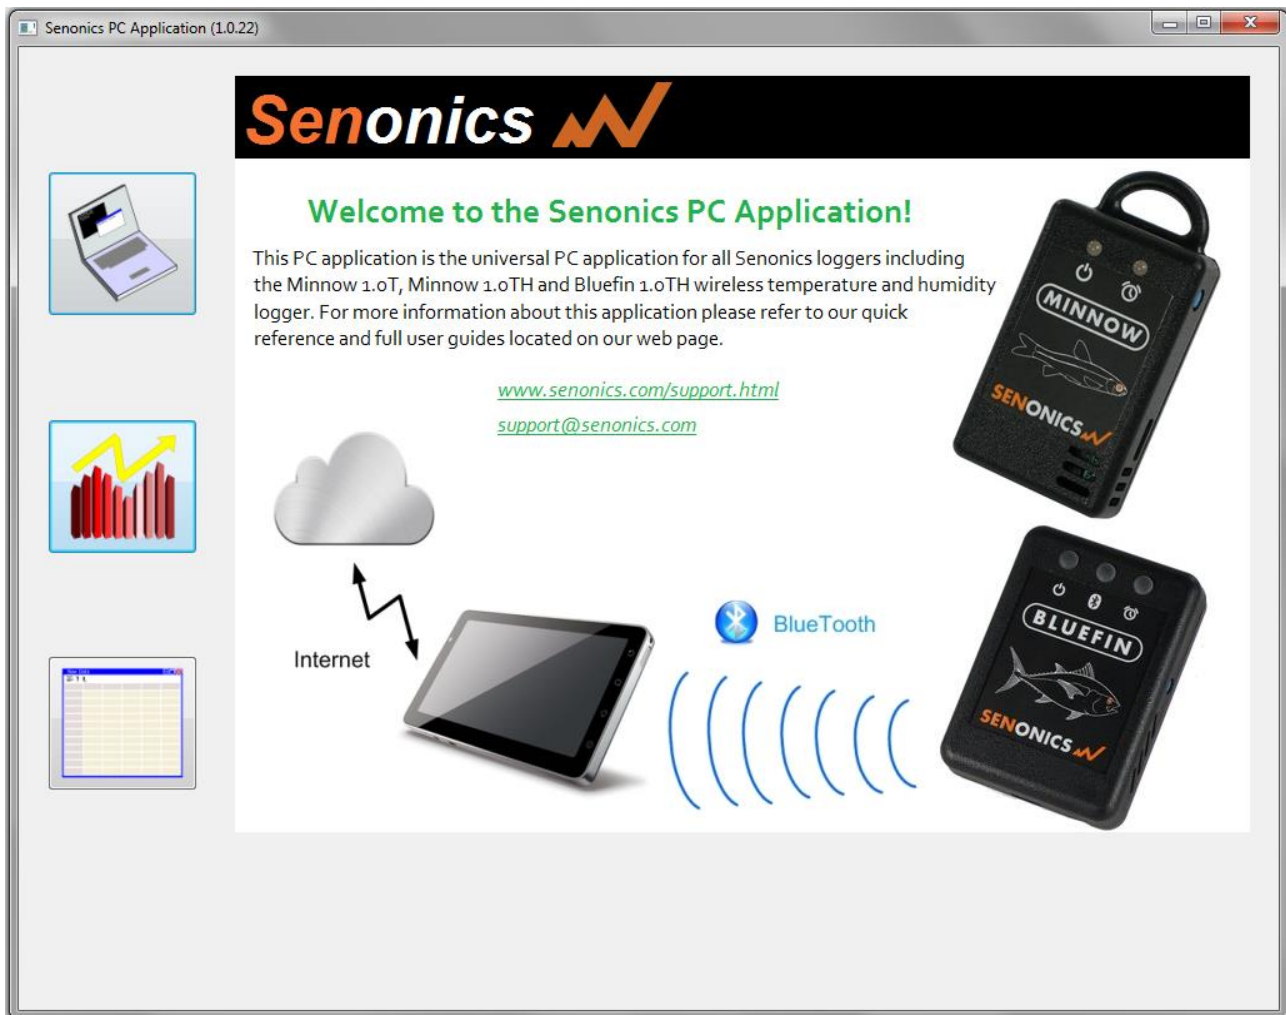 Senonics PC Application (1.0.22)
Senonics
Welcome to the Senonics PC Application!
This PC application is the universal PC application for all Senonics loggers including
the Minnow 1.0T, Minnow 1.0TH and Bluefin 1.0TH wireless temperature and humidity
logger. For more information about this application please refer to our quick
reference and full user guides located on our web page.
www.senonics.com/support.html
support@senonics.com
MINNOW
SENONICS
Internet
BlueTooth
BLUEFIN
SENONICS